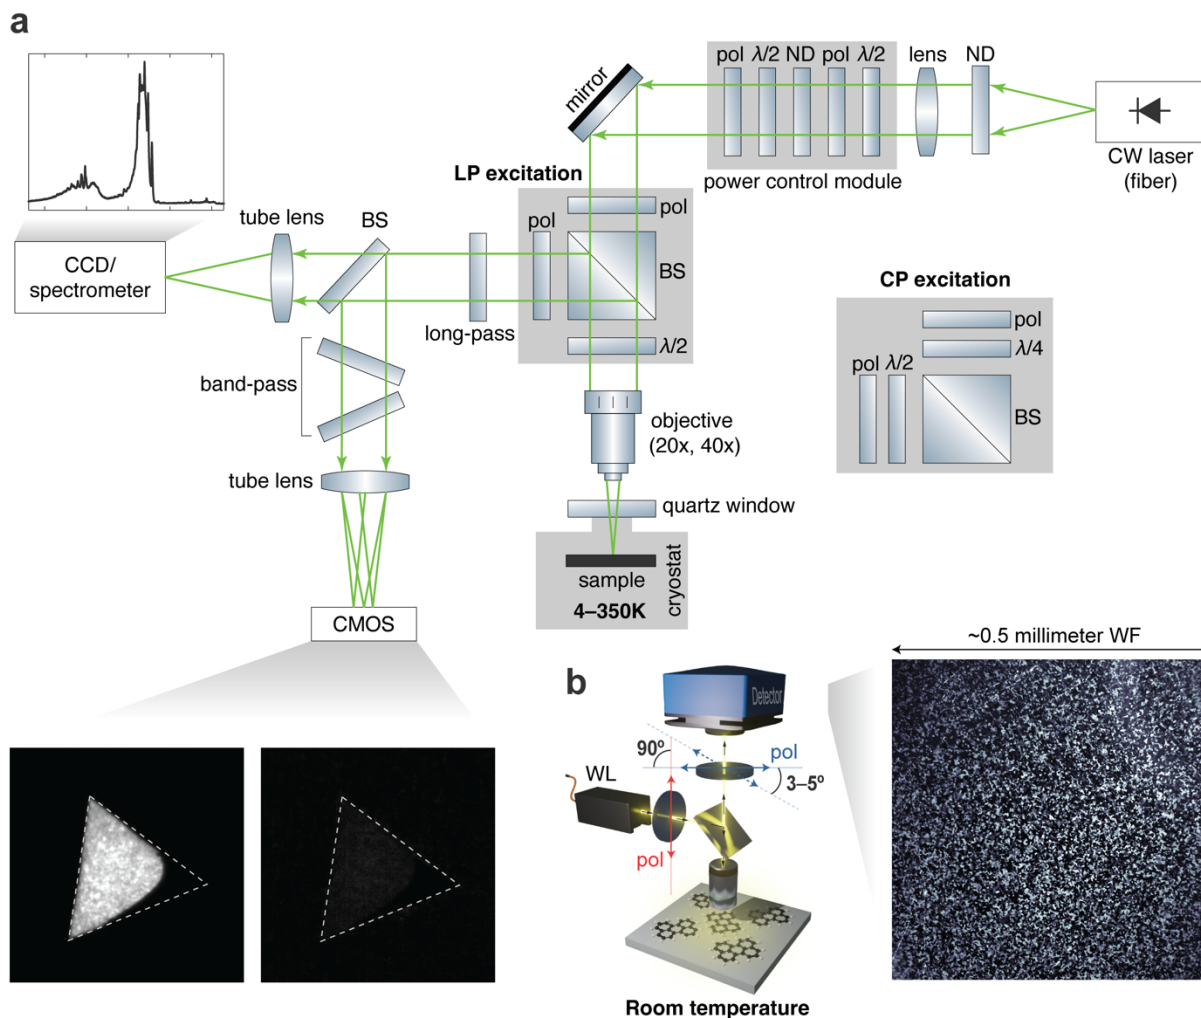 a
pol λ/2 ND pol λ/2
lens
ND
mirror
CW laser
(fiber)
power control module
LP excitation
pol
pol
BS
λ/2
long-pass
BS
tube lens
CCD/
spectrometer
band-pass
tube lens
CMOS
objective
(20x, 40x)
quartz window
sample
4–350K
cryostat
CP excitation
pol
λ/4
pol λ/2
BS
~0.5 millimeter WF
b
Detector
90º
pol
3–5º
WL
pol
Room temperature